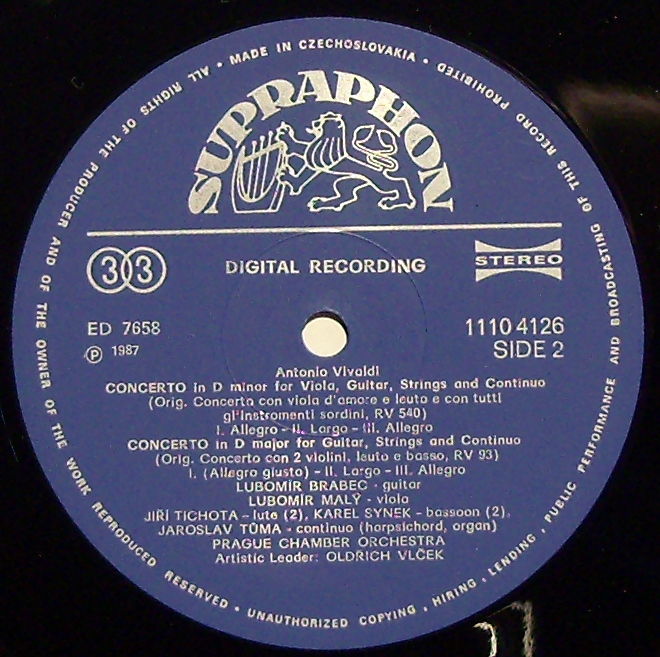 ALL RIGHTS OF THE PRODUCER AND OF THE OWNER OF THE WORK REPRODUCED RESERVED • UNAUTHORIZED COPYING, HIRING, LENDING, PUBLIC PERFORMANCE AND BROADCASTING OF THIS RECORD PROHIBITED • MADE IN CZECHOSLOVAKIA •
SUPRAPHON
33 DIGITAL RECORDING STEREO
ED 7658 1110 4126
Ⓟ 1987 SIDE 2
Antonio Vivaldi
CONCERTO in D minor for Viola, Guitar, Strings and Continuo
(Orig. Concerto con viola d'amore e leuto e con tutti
gl'instromenti sordini, RV 540)
I. Allegro – II. Largo – III. Allegro
CONCERTO in D major for Guitar, Strings and Continuo
(Orig. Concerto con 2 violini, leuto e basso, RV 93)
I. (Allegro giusto) – II. Largo – III. Allegro
LUBOMÍR BRABEC - guitar
LUBOMÍR MALÝ - viola
JIŘÍ TICHOTA – lute (2), KAREL SYNEK – bassoon (2),
JAROSLAV TŮMA - continuo (harpsichord, organ)
PRAGUE CHAMBER ORCHESTRA
Artistic Leader: OLDŘICH VLČEK